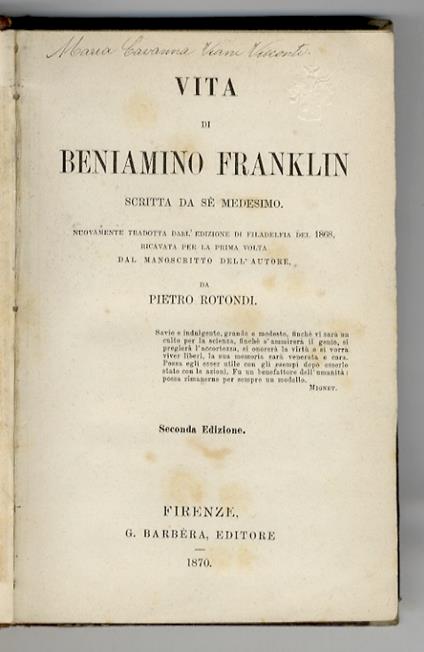 Maria Cavanna Viani Visconti.
VITA
DI
BENIAMINO FRANKLIN
SCRITTA DA SÈ MEDESIMO.
NUOVAMENTE TRADOTTA DALL'EDIZIONE DI FILADELFIA DEL 1868,
RICAVATA PER LA PRIMA VOLTA
DAL MANOSCRITTO DELL'AUTORE,
DA
PIETRO ROTONDI.
Savio e indulgente, grande e modesto, finchè vi sarà un
culto per la scienza, finchè s'ammirerà il genio, si
pregierà l'accortezza, si onorerà la virtù e si vorrà
viver liberi, la sua memoria sarà venerata e cara.
Possa egli esser utile con gli esempi dopo esserlo
stato con le azioni. Fu un benefattore dell'umanità:
possa rimanerne per sempre un modello.
MIGNET.
Seconda Edizione.
FIRENZE,
G. BARBÈRA, EDITORE
1870.